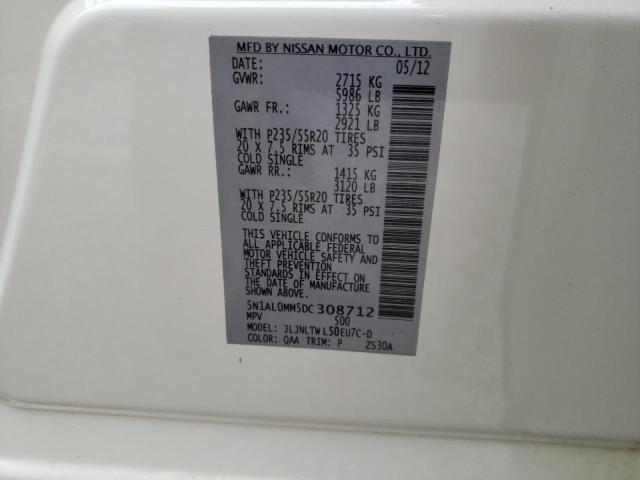 MFD BY NISSAN MOTOR CO., LTD.
DATE: 05/12
GVWR: 2715 KG
5986 LB
GAWR FR.: 1325 KG
2921 LB
WITH P235/55R20 TIRES
20 X 7.5 RIMS AT 35 PSI
COLD SINGLE
GAWR RR.: 1415 KG
3120 LB
WITH P235/55R20 TIRES
20 X 7.5 RIMS AT 35 PSI
COLD SINGLE
THIS VEHICLE CONFORMS TO
ALL APPLICABLE FEDERAL
MOTOR VEHICLE SAFETY AND
THEFT PREVENTION
STANDARDS IN EFFECT ON
THE DATE OF MANUFACTURE
SHOWN ABOVE.
5N1AL0MM5DC308712
MPV 500
MODEL: JLJNLTWL50EU7C-D
COLOR: QAA TRIM: P ZS30A